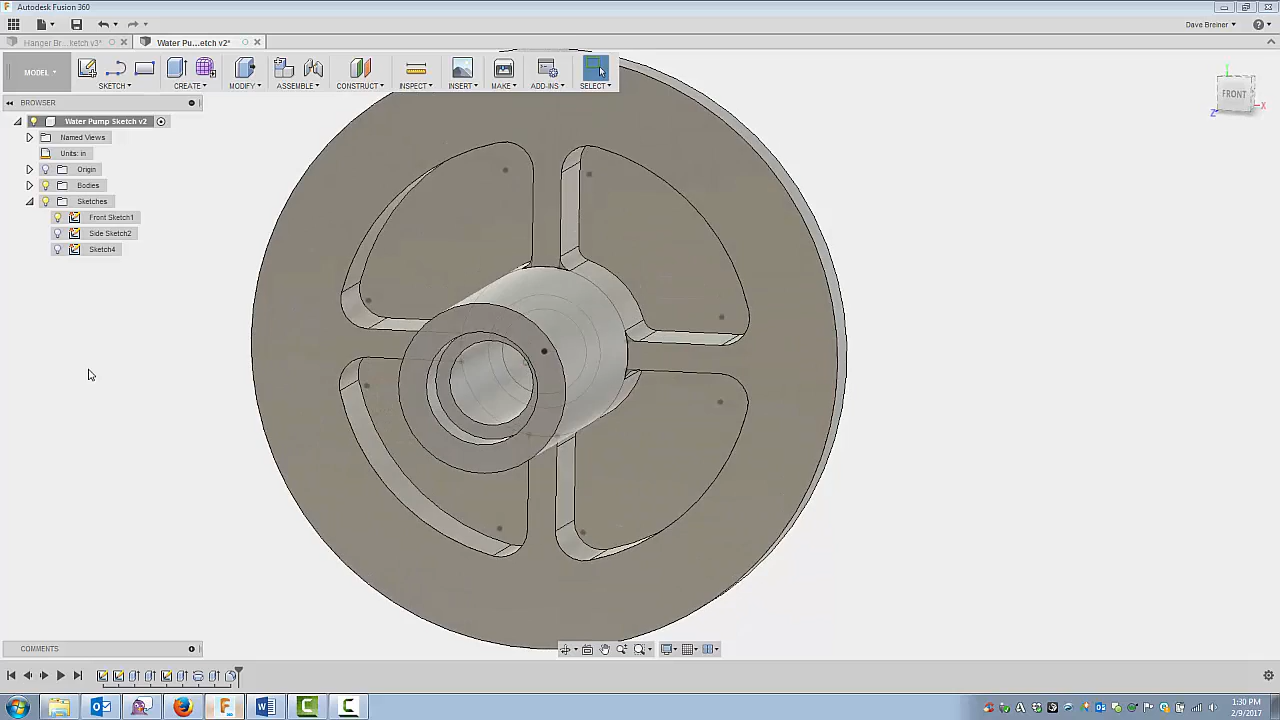 Autodesk Fusion 360
Dave Breiner
Hanger Br...ketch v3*
Water Pu...etch v2*
MODEL
SKETCH
CREATE
MODIFY
ASSEMBLE
CONSTRUCT
INSPECT
INSERT
MAKE
ADD-INS
SELECT
BROWSER
FRONT
Y
X
Z
Water Pump Sketch v2
Named Views
Units: in
Origin
Bodies
Sketches
Front Sketch1
Side Sketch2
Sketch4
COMMENTS
1:30 PM
2/9/2017